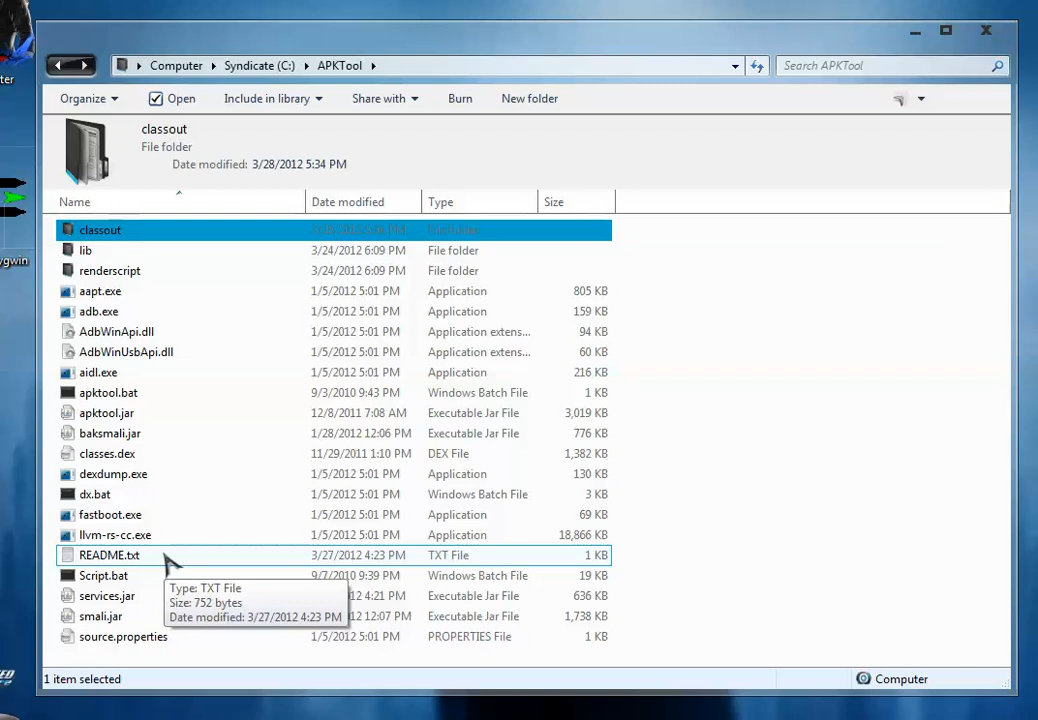 ter
ygwin
Computer Syndicate (C:) APKTool
Search APKTool
Organize Open Include in library Share with Burn New folder
classout
File folder
Date modified: 3/28/2012 5:34 PM
Name Date modified Type Size
classout File folder
lib 3/24/2012 6:09 PM File folder
renderscript 3/24/2012 6:09 PM File folder
aapt.exe 1/5/2012 5:01 PM Application 805 KB
adb.exe 1/5/2012 5:01 PM Application 159 KB
AdbWinApi.dll 1/5/2012 5:01 PM Application extens... 94 KB
AdbWinUsbApi.dll 1/5/2012 5:01 PM Application extens... 60 KB
aidl.exe 1/5/2012 5:01 PM Application 216 KB
apktool.bat 9/3/2010 9:43 PM Windows Batch File 1 KB
apktool.jar 12/8/2011 7:08 AM Executable Jar File 3,019 KB
baksmali.jar 1/28/2012 12:06 PM Executable Jar File 776 KB
classes.dex 11/29/2011 1:10 PM DEX File 1,382 KB
dexdump.exe 1/5/2012 5:01 PM Application 130 KB
dx.bat 1/5/2012 5:01 PM Windows Batch File 3 KB
fastboot.exe 1/5/2012 5:01 PM Application 69 KB
llvm-rs-cc.exe 1/5/2012 5:01 PM Application 18,866 KB
README.txt 3/27/2012 4:23 PM TXT File 1 KB
Script.bat 9/7/2010 9:39 PM Windows Batch File 19 KB
services.jar 2012 4:21 PM Executable Jar File 636 KB
smali.jar 2012 12:07 PM Executable Jar File 1,738 KB
source.properties 1/5/2012 5:01 PM PROPERTIES File 1 KB
Type: TXT File
Size: 752 bytes
Date modified: 3/27/2012 4:23 PM
1 item selected Computer